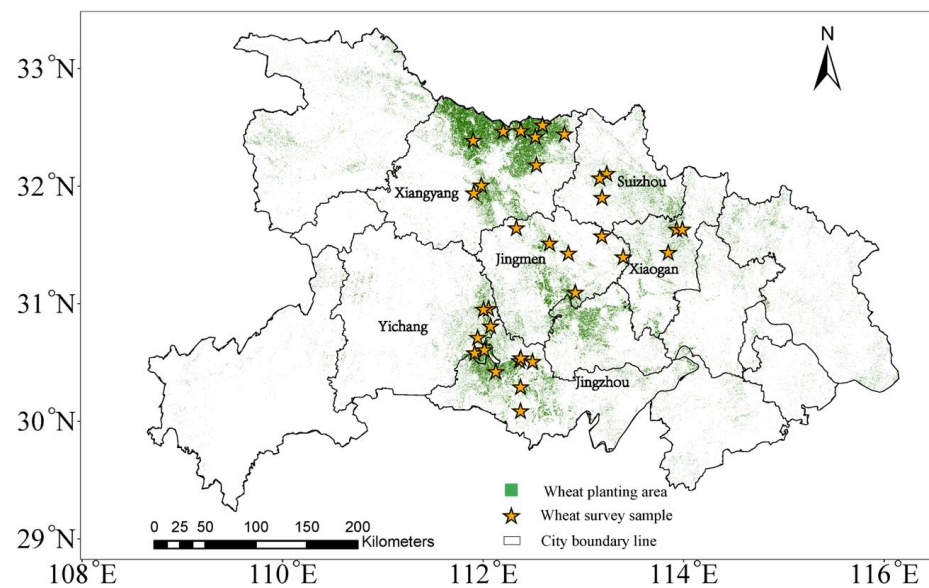 N
33°N
32°N
31°N
30°N
29°N
Xiangyang
Suizhou
Jingmen
Xiaogan
Yichang
Jingzhou
Wheat planting area
Wheat survey sample
City boundary line
0 25 50 100 150 200
Kilometers
108°E 110°E 112°E 114°E 116°E